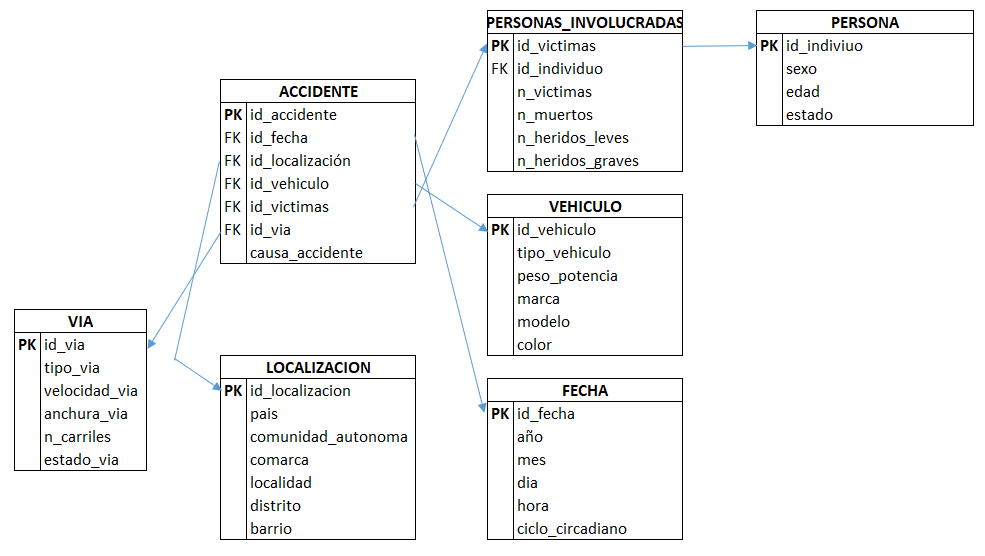 PERSONAS_INVOLUCRADAS
PK id_victimas
FK id_individuo
n_victimas
n_muertos
n_heridos_leves
n_heridos_graves
PERSONA
PK id_indiviuo
sexo
edad
estado
ACCIDENTE
PK id_accidente
FK id_fecha
FK id_localización
FK id_vehiculo
FK id_victimas
FK id_via
causa_accidente
VEHICULO
PK id_vehiculo
tipo_vehiculo
peso_potencia
marca
modelo
color
VIA
PK id_via
tipo_via
velocidad_via
anchura_via
n_carriles
estado_via
LOCALIZACION
PK id_localizacion
pais
comunidad_autonoma
comarca
localidad
distrito
barrio
FECHA
PK id_fecha
año
mes
dia
hora
ciclo_circadiano